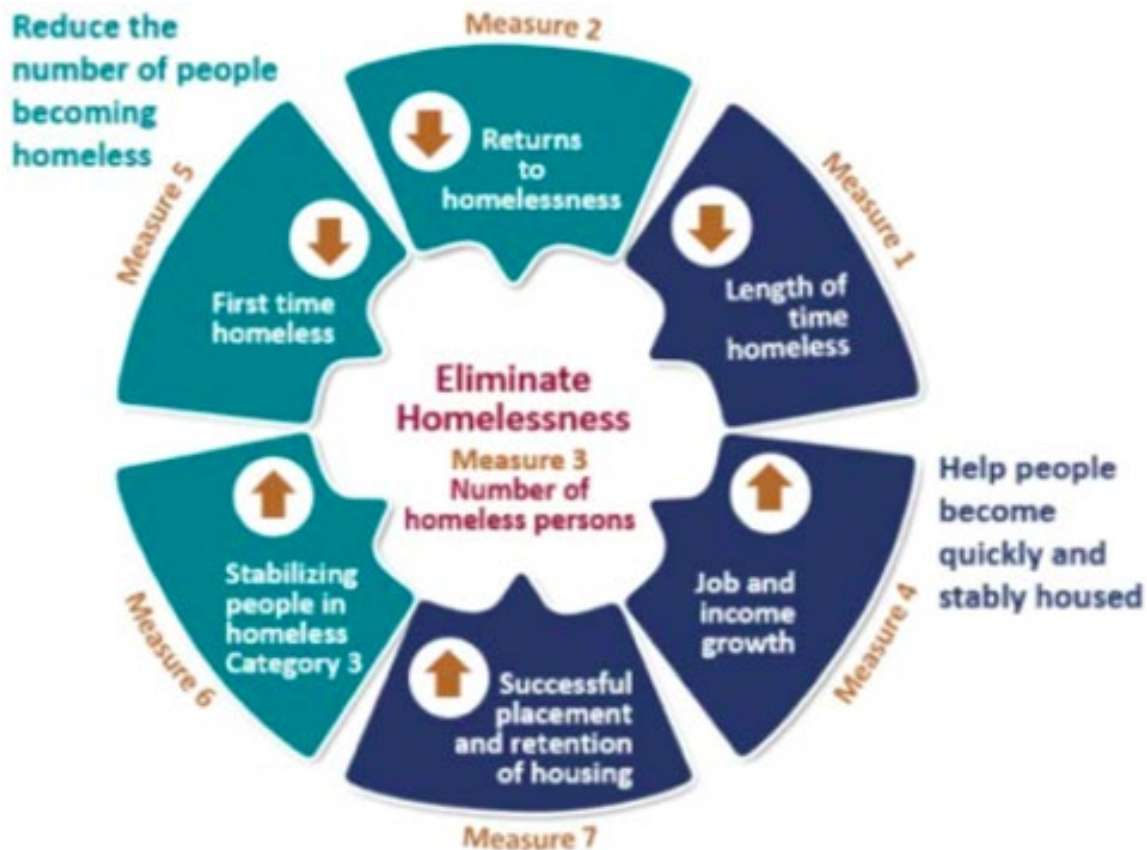 Reduce the
number of people
becoming
homeless
Measure 2
Returns
to
homelessness
Measure 1
Length of
time
homeless
Measure 5
First time
homeless
Eliminate
Homelessness
Measure 3
Number of
homeless persons
Help people
become
quickly and
stably housed
Measure 4
Job and
income
growth
Measure 6
Stabilizing
people in
homeless
Category 3
Successful
placement
and retention
of housing
Measure 7